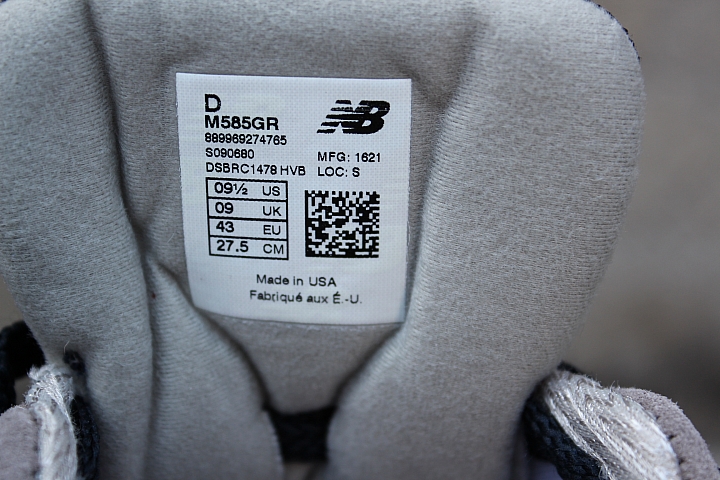 D
M585GR
889969274765
S090680
DSBRC1478 HVB
NB
MFG: 1621
LOC: S
09½ US
09 UK
43 EU
27.5 CM
Made in USA
Fabriqué aux É.-U.